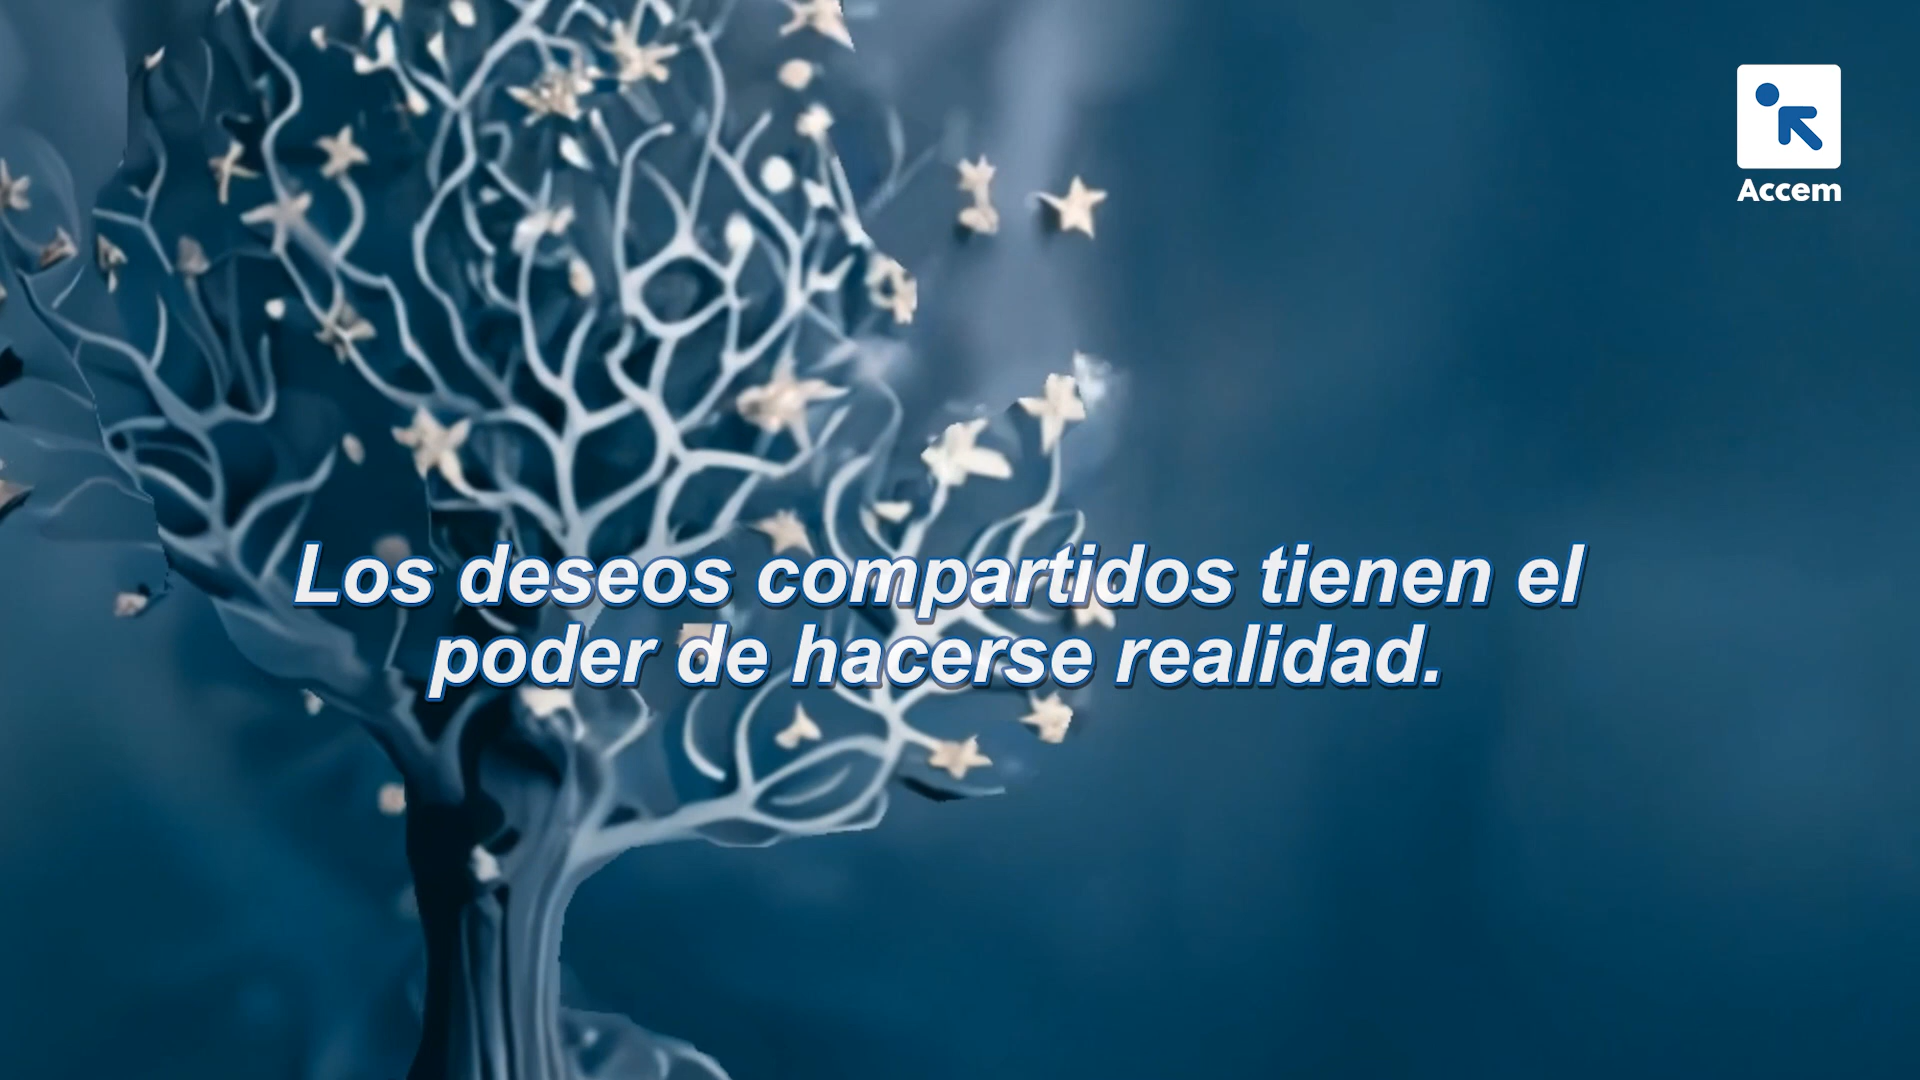 Accem
Los deseos compartidos tienen el
poder de hacerse realidad.